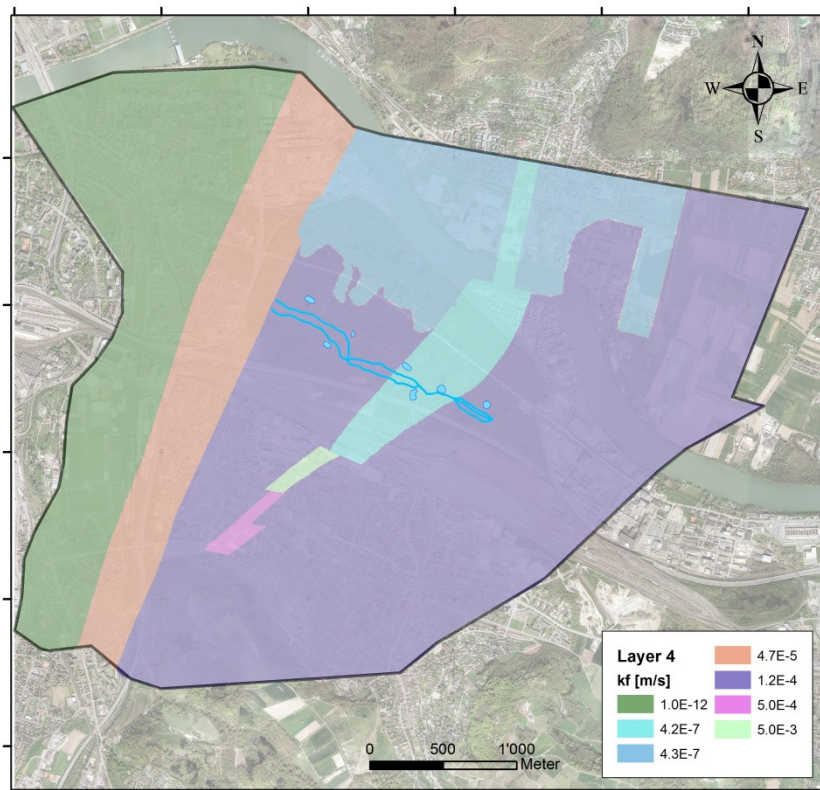 N
W E
S
Layer 4
kf [m/s]
1.0E-12
4.2E-7
4.3E-7
4.7E-5
1.2E-4
5.0E-4
5.0E-3
0 500 1'000
Meter